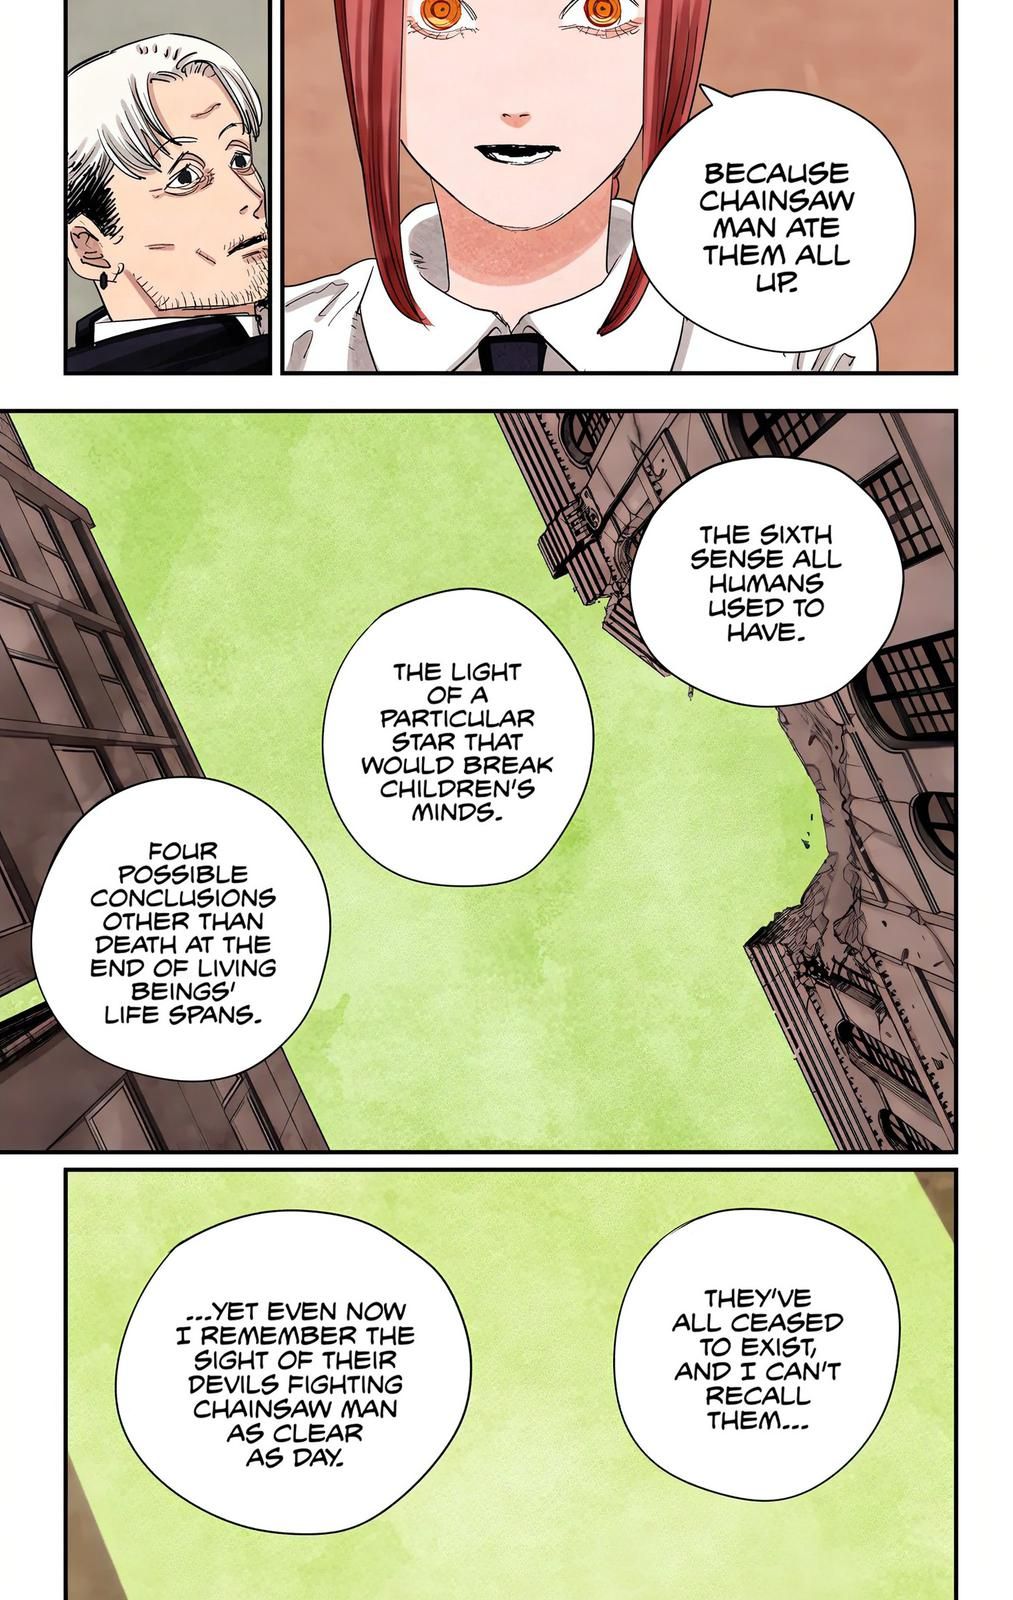 BECAUSE
CHAINSAW
MAN ATE
THEM ALL
UP.
THE SIXTH
SENSE ALL
HUMANS
USED TO
HAVE.
THE LIGHT
OF A
PARTICULAR
STAR THAT
WOULD BREAK
CHILDREN'S
MINDS.
FOUR
POSSIBLE
CONCLUSIONS
OTHER THAN
DEATH AT THE
END OF LIVING
BEINGS'
LIFE SPANS.
THEY'VE
ALL CEASED
TO EXIST,
AND I CAN'T
RECALL
THEM...
...YET EVEN NOW
I REMEMBER THE
SIGHT OF THEIR
DEVILS FIGHTING
CHAINSAW MAN
AS CLEAR
AS DAY.